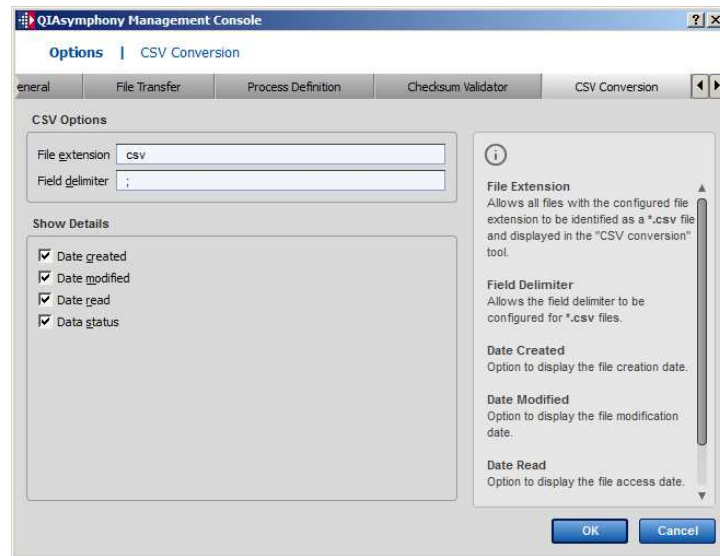 QIAsymphony Management Console
Options | CSV Conversion
eneral
File Transfer
Process Definition
Checksum Validator
CSV Conversion
CSV Options
File extension csv
Field delimiter ;
Show Details
Date created
Date modified
Date read
Data status
File Extension
Allows all files with the configured file
extension to be identified as a *.csv file
and displayed in the "CSV conversion"
tool.
Field Delimiter
Allows the field delimiter to be
configured for *.csv files.
Date Created
Option to display the file creation date.
Date Modified
Option to display the file modification
date.
Date Read
Option to display the file access date.
OK
Cancel